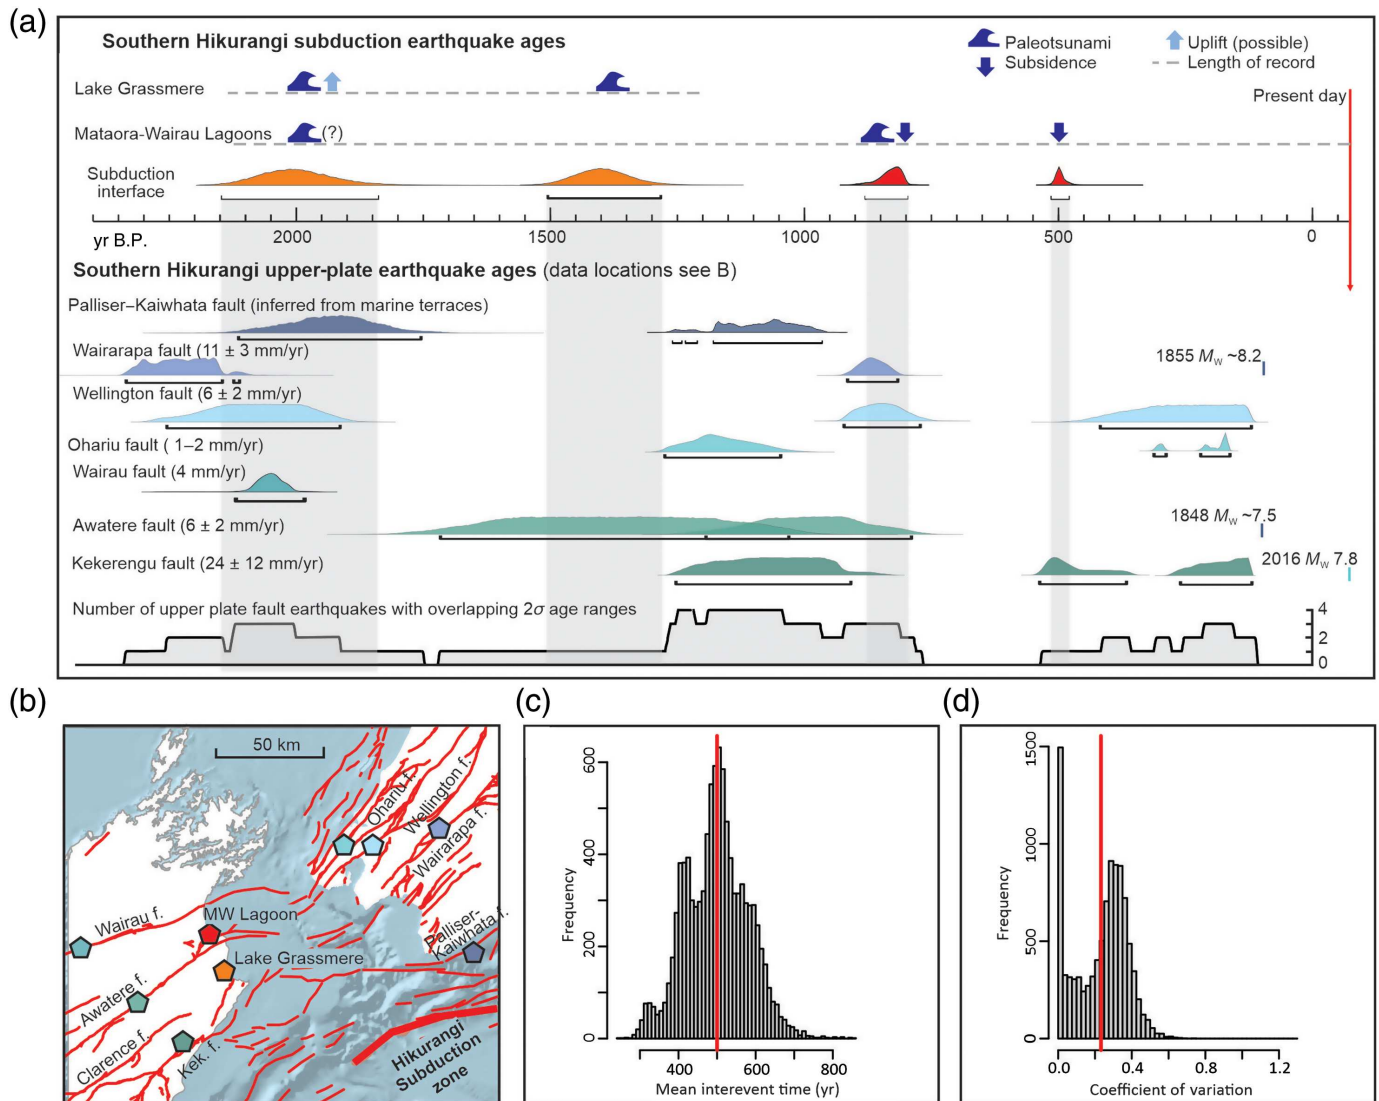 (a)
Southern Hikurangi subduction earthquake ages
Paleotsunami
Uplift (possible)
Subsidence
Length of record
Lake Grassmere
Present day
Mataora-Wairau Lagoons
(?)
Subduction
interface
yr B.P.
2000
1500
1000
500
0
Southern Hikurangi upper-plate earthquake ages (data locations see B)
Palliser–Kaiwhata fault (inferred from marine terraces)
Wairarapa fault (11 ± 3 mm/yr)
1855 Mw ~8.2
Wellington fault (6 ± 2 mm/yr)
Ohariu fault ( 1–2 mm/yr)
Wairau fault (4 mm/yr)
Awatere fault (6 ± 2 mm/yr)
1848 Mw ~7.5
Kekerengu fault (24 ± 12 mm/yr)
2016 Mw 7.8
Number of upper plate fault earthquakes with overlapping 2σ age ranges
4
2
0
(b)
50 km
Ohariu f.
Wellington f.
Wairarapa f.
Wairau f.
MW Lagoon
Palliser-
Kaiwhata f.
Lake Grassmere
Awatere f.
Clarence f.
Kek. f.
Hikurangi
Subduction
zone
(c)
Frequency
600
400
200
0
400
600
800
Mean interevent time (yr)
(d)
Frequency
1500
1000
500
0
0.0
0.4
0.8
1.2
Coefficient of variation